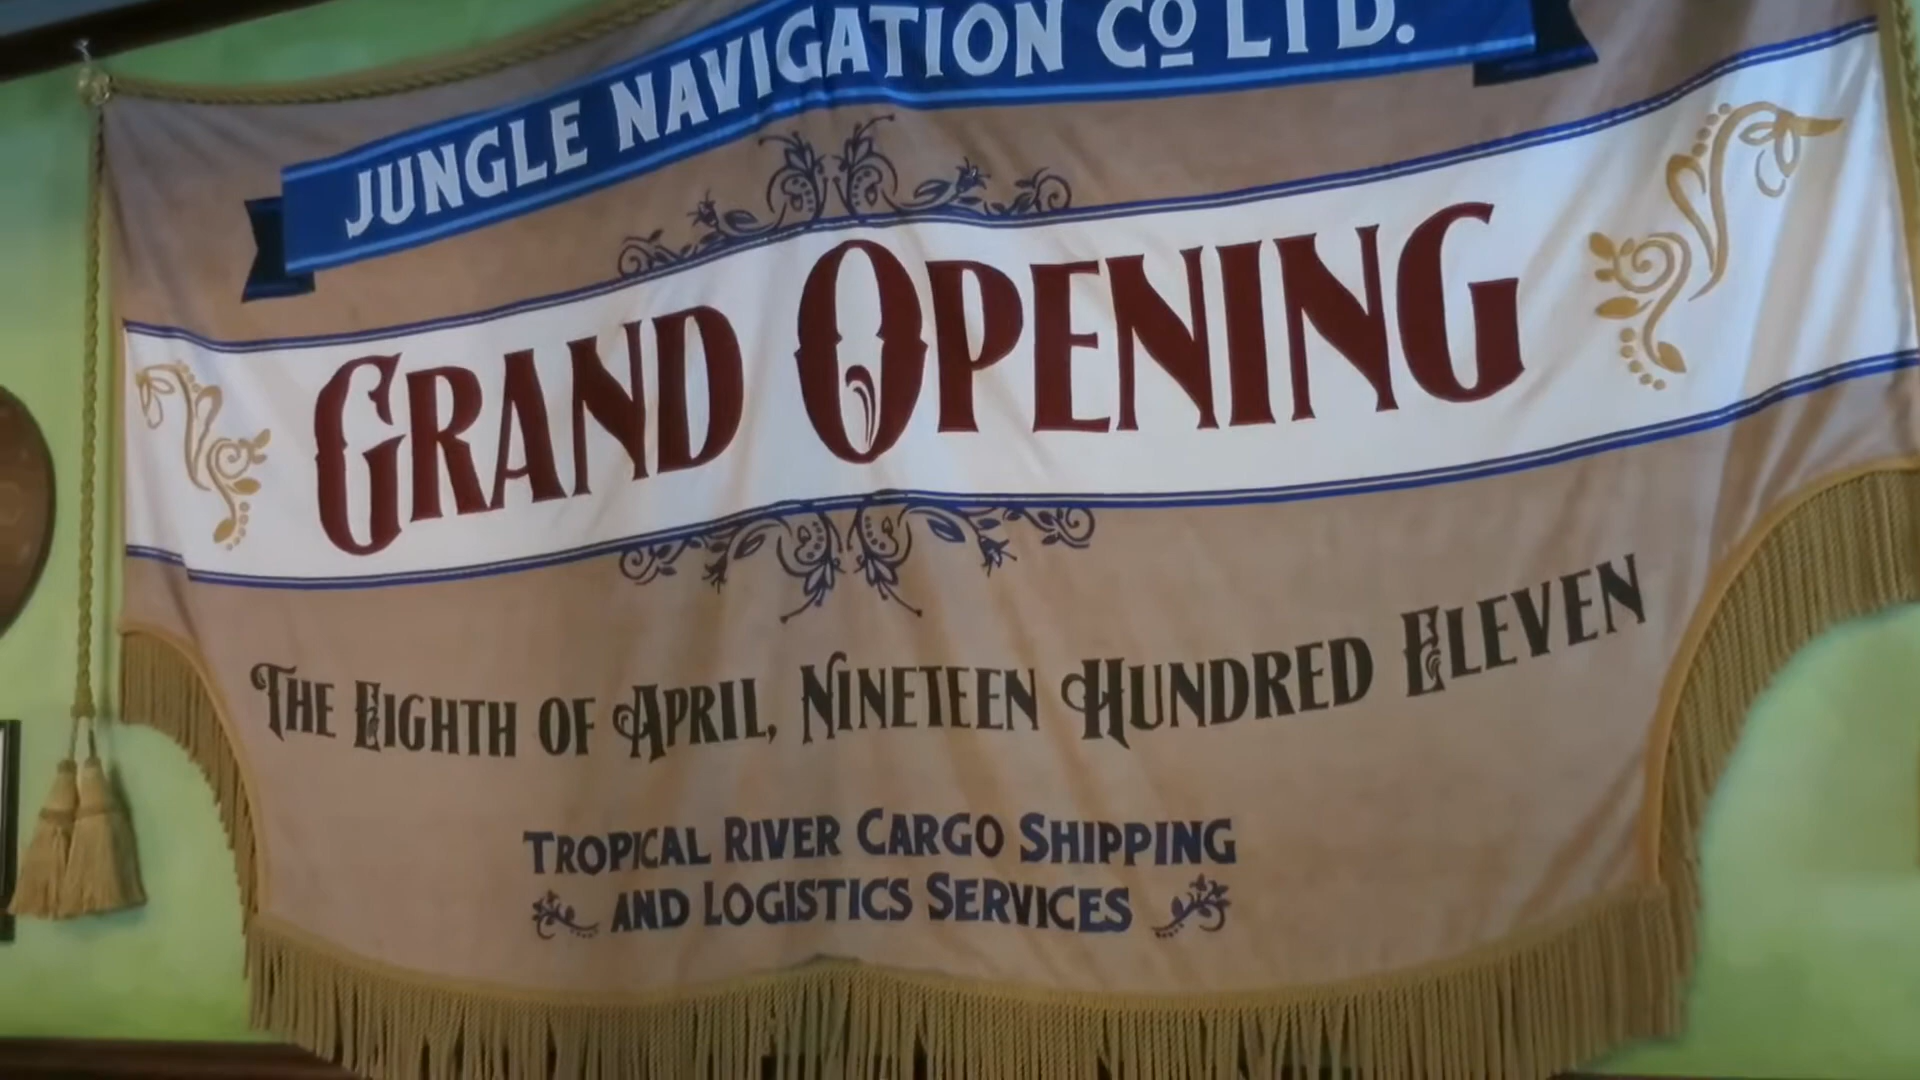 JUNGLE NAVIGATION Co LTD.
GRAND OPENING
THE EIGHTH OF APRIL, NINETEEN HUNDRED ELEVEN
TROPICAL RIVER CARGO SHIPPING
AND LOGISTICS SERVICES